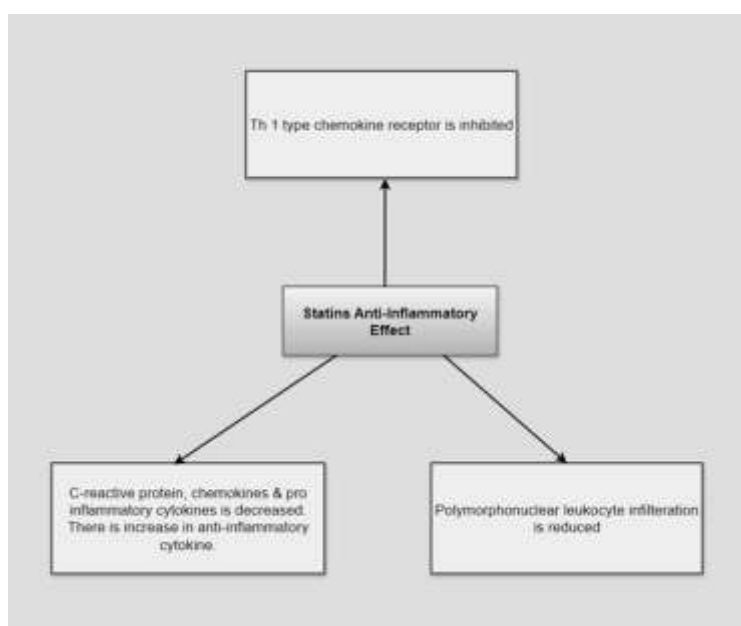 Th 1 type chemokine receptor is inhibited
Statins Anti-inflammatory
Effect
C-reactive protein, chemokines & pro
inflammatory cytokines is decreased.
There is increase in anti-inflammatory
cytokine.
Polymorphonuclear leukocyte infilteration
is reduced